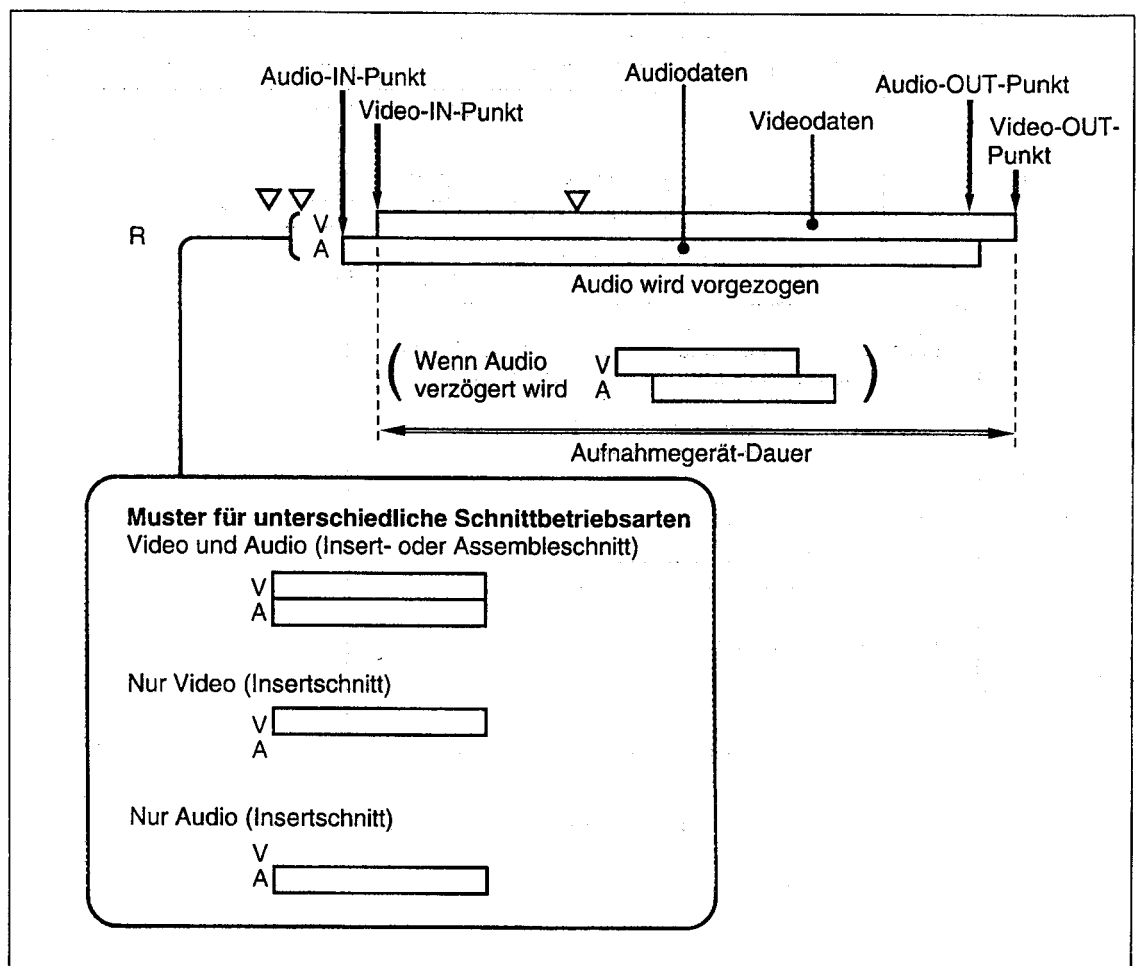 Audio-IN-Punkt
Video-IN-Punkt
Audiodaten
Videodaten
Audio-OUT-Punkt
Video-OUT-
Punkt
R
V
A
Audio wird vorgezogen
Wenn Audio
verzögert wird
V
A
Aufnahmegerät-Dauer
Muster für unterschiedliche Schnittbetriebsarten
Video und Audio (Insert- oder Assembleschnitt)
V
A
Nur Video (Insertschnitt)
V
A
Nur Audio (Insertschnitt)
V
A